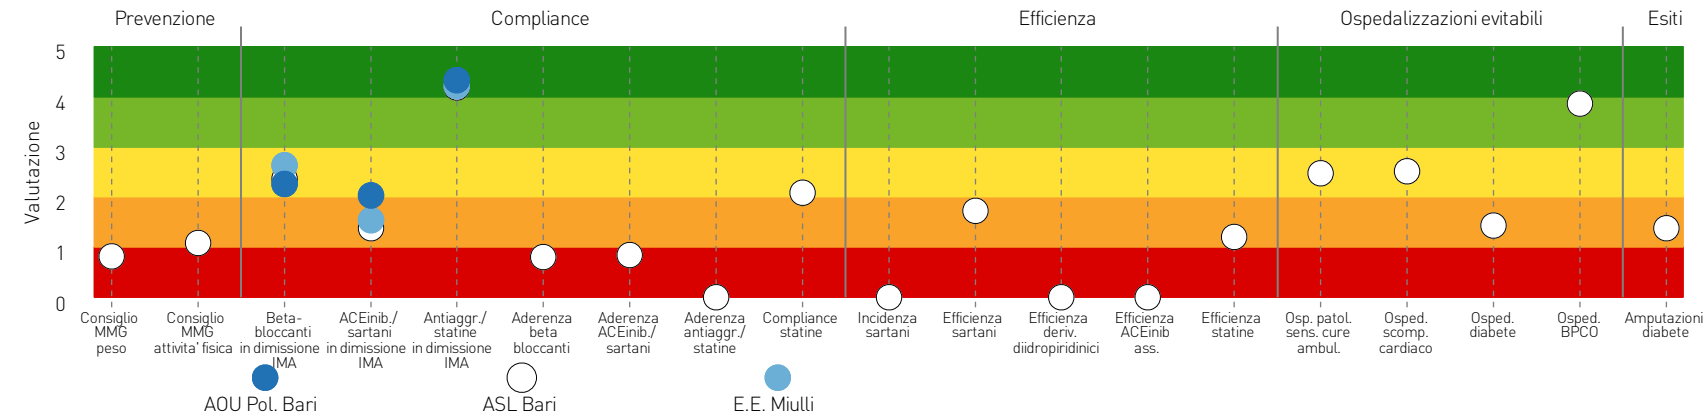 Prevenzione
Compliance
Efficienza
Ospedalizzazioni evitabili
Esiti
Valutazione
5
4
3
2
1
0
Consiglio
MMG
peso
Consiglio
MMG
attivita' fisica
Beta-
bloccanti
in dimissione
IMA
ACEinib./
sartani
in dimissione
IMA
Antiaggr./
statine
in dimissione
IMA
Aderenza
beta
bloccanti
Aderenza
ACEinib./
sartani
Aderenza
antiaggr./
statine
Compliance
statine
Incidenza
sartani
Efficienza
sartani
Efficienza
deriv.
diidropiridinici
Efficienza
ACEinib
ass.
Efficienza
statine
Osp. patol.
sens. cure
ambul.
Osped.
scomp.
cardiaco
Osped.
diabete
Osped.
BPCO
Amputazioni
diabete
AOU Pol. Bari
ASL Bari
E.E. Miulli